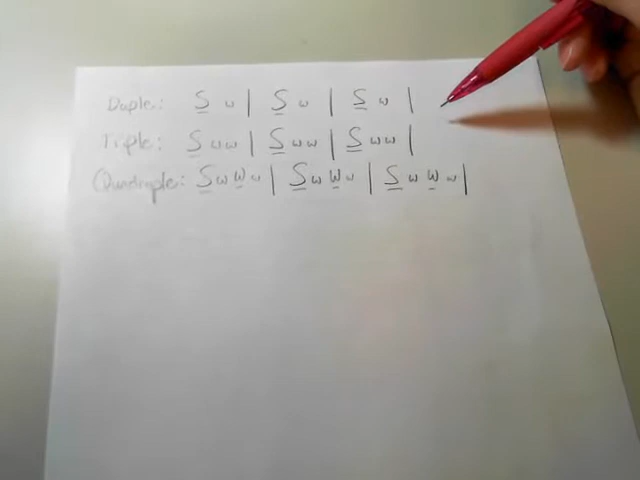 Duple: S w | S w | S w |
Triple: S w w | S w w | S w w |
Quadruple: S w w w | S w w w | S w w w |